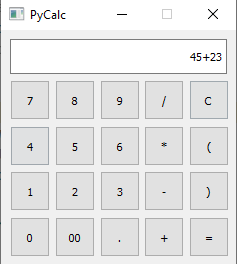 PyCalc
45+23
7 8 9 / C
4 5 6 * (
1 2 3 - )
0 00 . + =